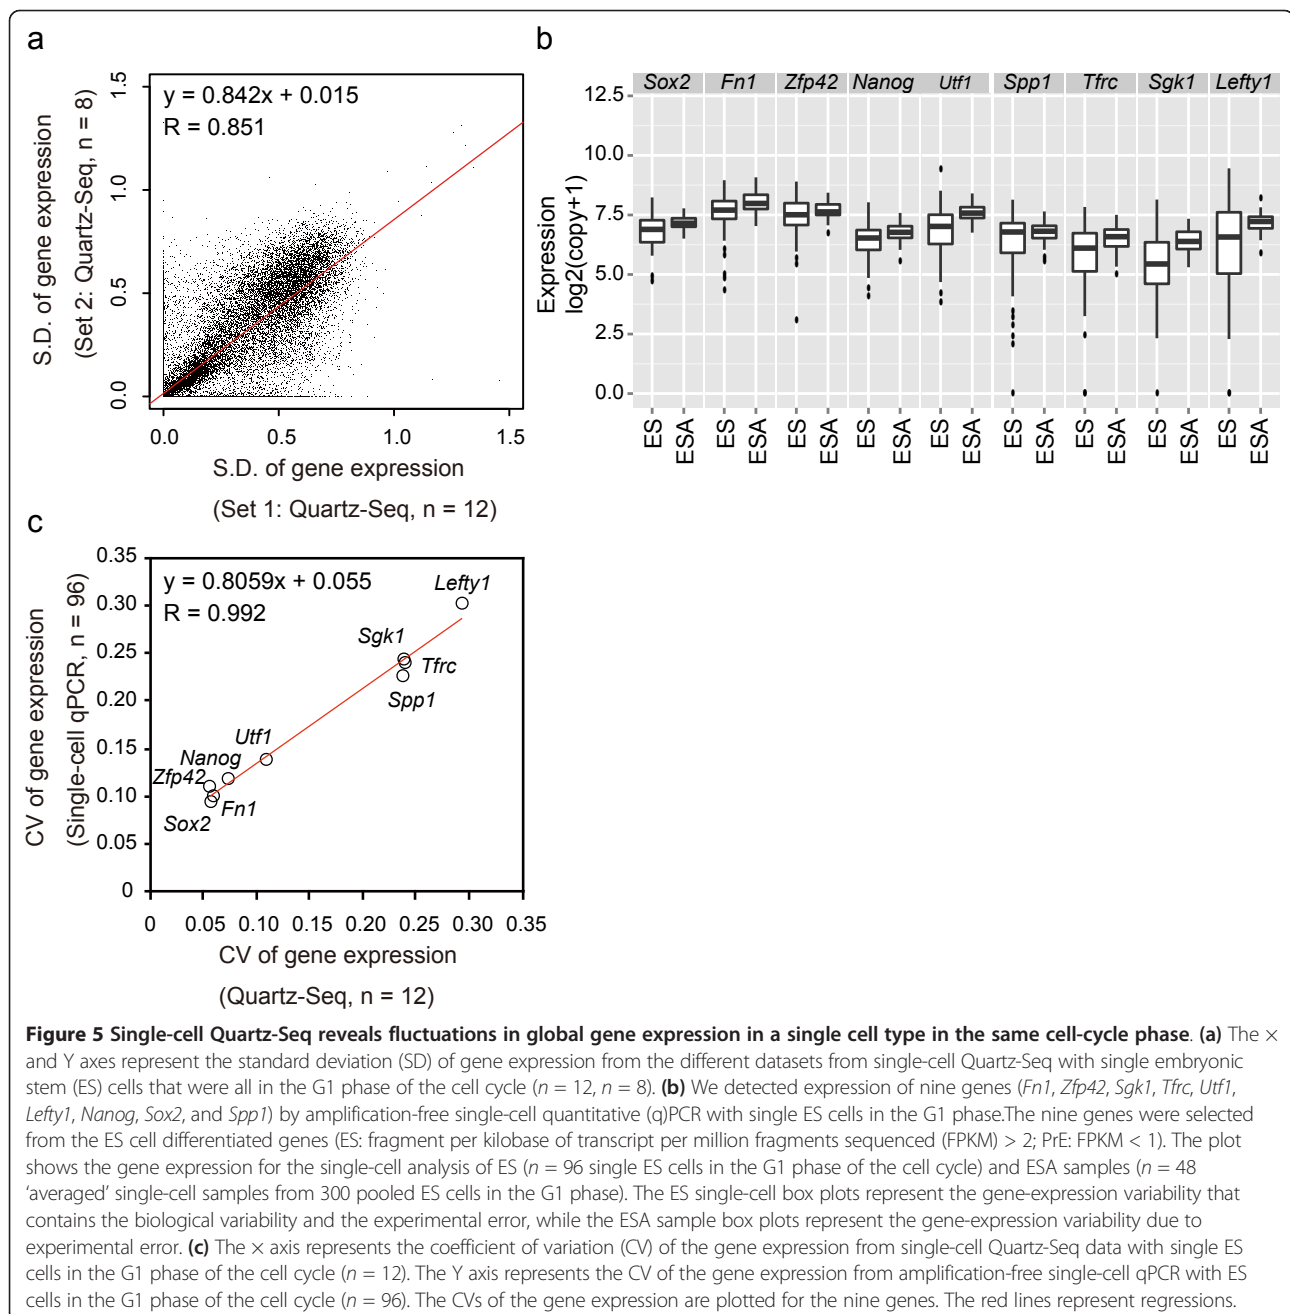 a
y = 0.842x + 0.015
R = 0.851
S.D. of gene expression
(Set 2: Quartz-Seq, n = 8)
1.5
1.0
0.5
0.0
0.0 0.5 1.0 1.5
S.D. of gene expression
(Set 1: Quartz-Seq, n = 12)
b
Sox2 Fn1 Zfp42 Nanog Utf1 Spp1 Tfrc Sgk1 Lefty1
Expression
log2(copy+1)
12.5
10.0
7.5
5.0
2.5
0.0
ES ESA ES ESA ES ESA ES ESA ES ESA ES ESA ES ESA ES ESA ES ESA
c
y = 0.8059x + 0.055
R = 0.992
CV of gene expression
(Single-cell qPCR, n = 96)
0.35
0.30
0.25
0.20
0.15
0.10
0.05
0
Lefty1
Sgk1
Tfrc
Spp1
Utf1
Nanog
Zfp42
Fn1
Sox2
0 0.05 0.10 0.20 0.20 0.25 0.30 0.35
CV of gene expression
(Quartz-Seq, n = 12)
Figure 5 Single-cell Quartz-Seq reveals fluctuations in global gene expression in a single cell type in the same cell-cycle phase. (a) The ×
and Y axes represent the standard deviation (SD) of gene expression from the different datasets from single-cell Quartz-Seq with single embryonic
stem (ES) cells that were all in the G1 phase of the cell cycle (n = 12, n = 8). (b) We detected expression of nine genes (Fn1, Zfp42, Sgk1, Tfrc, Utf1,
Lefty1, Nanog, Sox2, and Spp1) by amplification-free single-cell quantitative (q)PCR with single ES cells in the G1 phase.The nine genes were selected
from the ES cell differentiated genes (ES: fragment per kilobase of transcript per million fragments sequenced (FPKM) > 2; PrE: FPKM < 1). The plot
shows the gene expression for the single-cell analysis of ES (n = 96 single ES cells in the G1 phase of the cell cycle) and ESA samples (n = 48
‘averaged’ single-cell samples from 300 pooled ES cells in the G1 phase). The ES single-cell box plots represent the gene-expression variability that
contains the biological variability and the experimental error, while the ESA sample box plots represent the gene-expression variability due to
experimental error. (c) The × axis represents the coefficient of variation (CV) of the gene expression from single-cell Quartz-Seq data with single ES
cells in the G1 phase of the cell cycle (n = 12). The Y axis represents the CV of the gene expression from amplification-free single-cell qPCR with ES
cells in the G1 phase of the cell cycle (n = 96). The CVs of the gene expression are plotted for the nine genes. The red lines represent regressions.